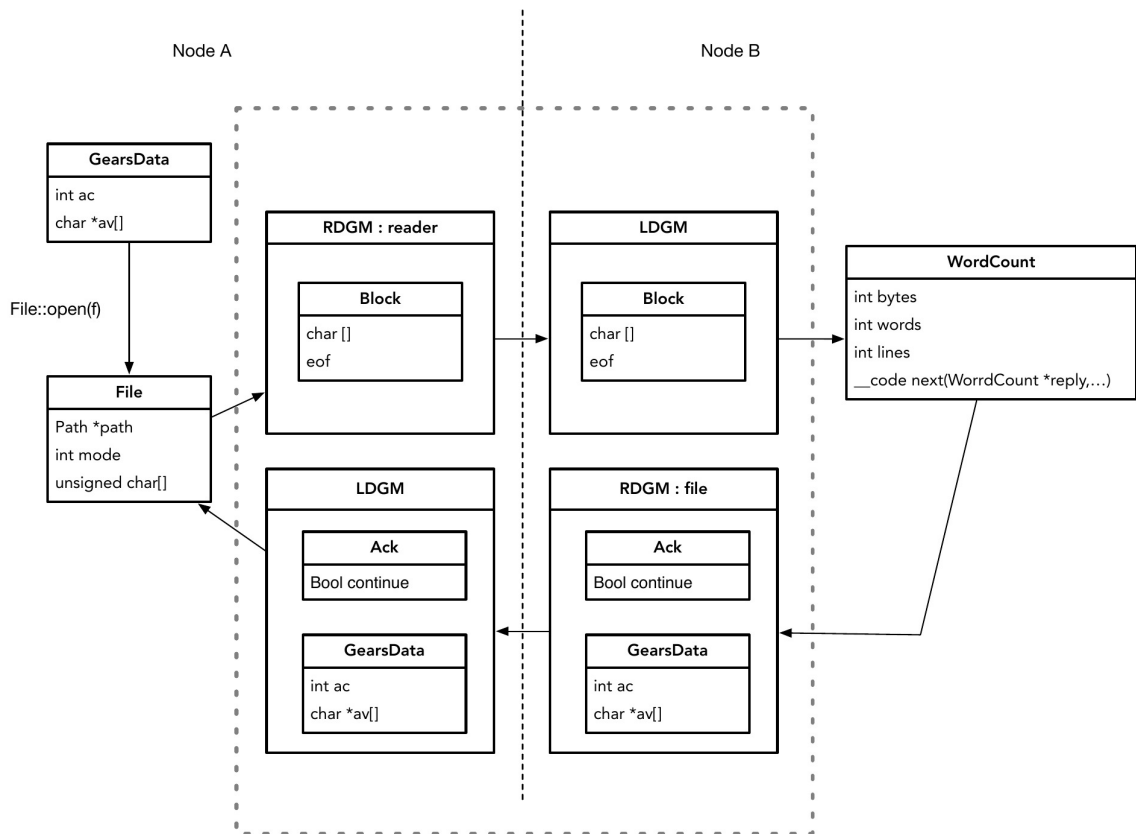 Node A
Node B
GearsData
int ac
char *av[]
File::open(f)
File
Path *path
int mode
unsigned char[]
RDGM : reader
Block
char []
eof
LDGM
Block
char []
eof
WordCount
int bytes
int words
int lines
__code next(WorrdCount *reply,...)
LDGM
Ack
Bool continue
GearsData
int ac
char *av[]
RDGM : file
Ack
Bool continue
GearsData
int ac
char *av[]